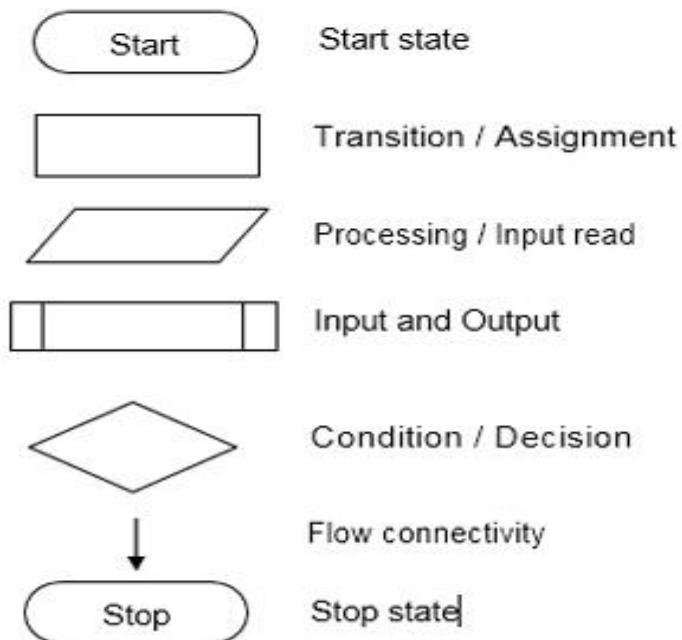 Start Start state
Transition / Assignment
Processing / Input read
Input and Output
Condition / Decision
Flow connectivity
Stop Stop state